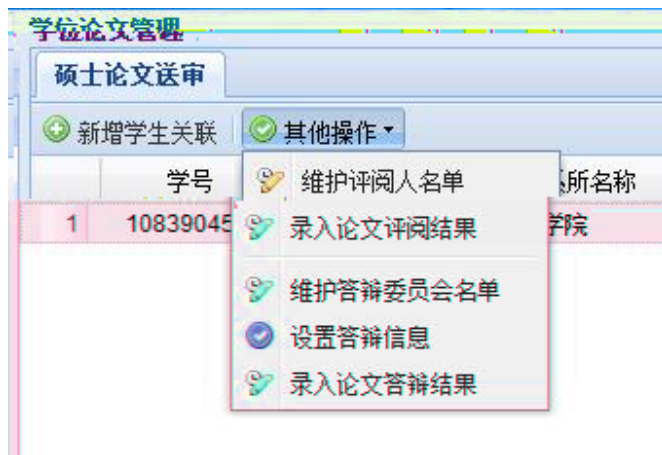 学位论文管理
硕士论文送审
新增学生关联 其他操作
学号 系所名称
1 10839045 学院
维护评阅人名单
录入论文评阅结果
维护答辩委员会名单
设置答辩信息
录入论文答辩结果